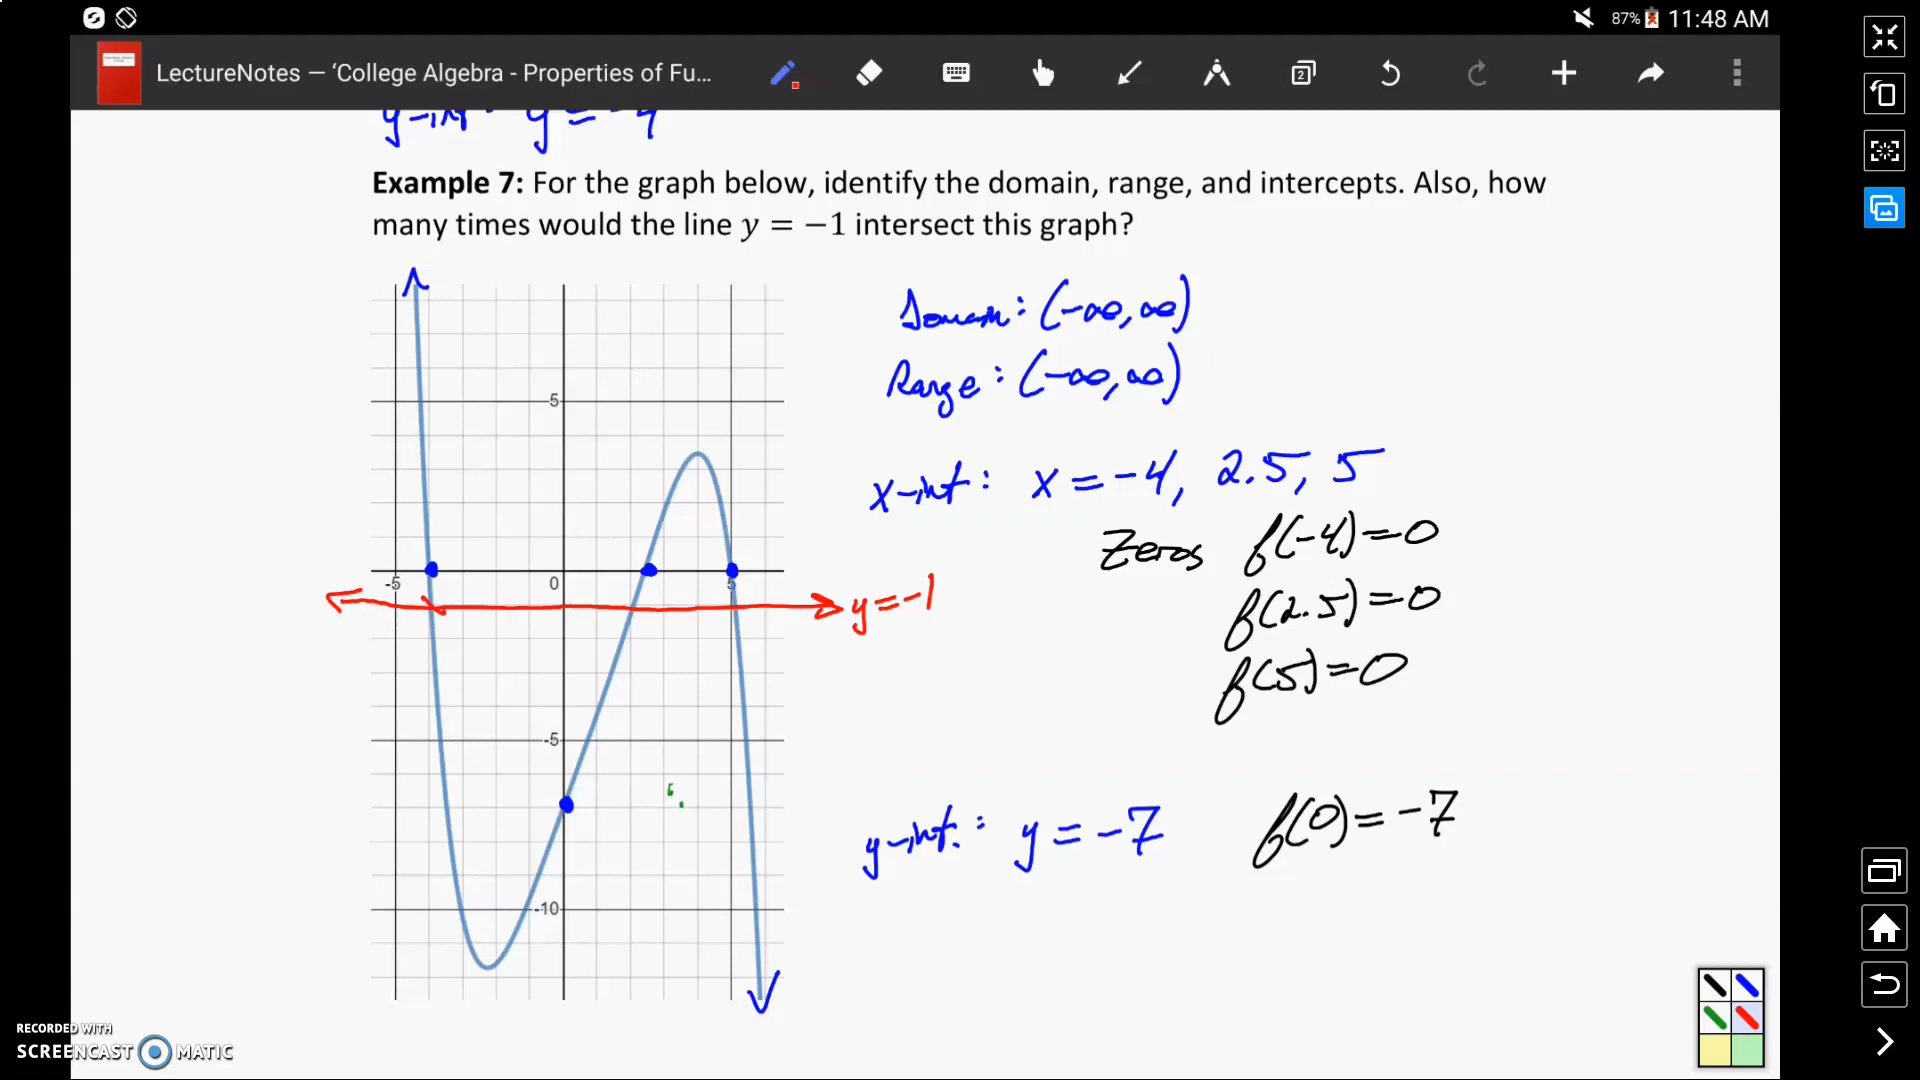 87% 11:48 AM
LectureNotes — ‘College Algebra - Properties of Fu...
2
y-int: y = -4
Example 7: For the graph below, identify the domain, range, and intercepts. Also, how
many times would the line y = −1 intersect this graph?
Domain: (-∞, ∞)
Range: (-∞, ∞)
5
x-int: x = -4, 2.5, 5
Zeros f(-4)=0
-5 0 5
y=-1
f(2.5)=0
f(5)=0
-5
y-int: y = -7 f(0)=-7
-10
RECORDED WITH
SCREENCAST MATIC